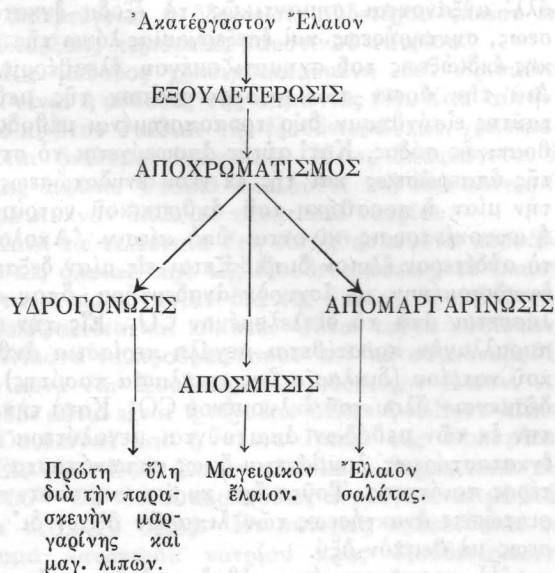 Ἀκατέργαστον Ἔλαιον
ΕΞΟΥΔΕΤΕΡΩΣΙΣ
ΑΠΟΧΡΩΜΑΤΙΣΜΟΣ
ΥΔΡΟΓΟΝΩΣΙΣ ΑΠΟΜΑΡΓΑΡΙΝΩΣΙΣ
ΑΠΟΣΜΗΣΙΣ
Πρώτη ὕλη Μαγειρικὸν Ἔλαιον
διὰ τὴν παρα- ἔλαιον. σαλάτας.
σκευὴν μαρ-
γαρίνης καὶ
μαγ. λιπῶν.